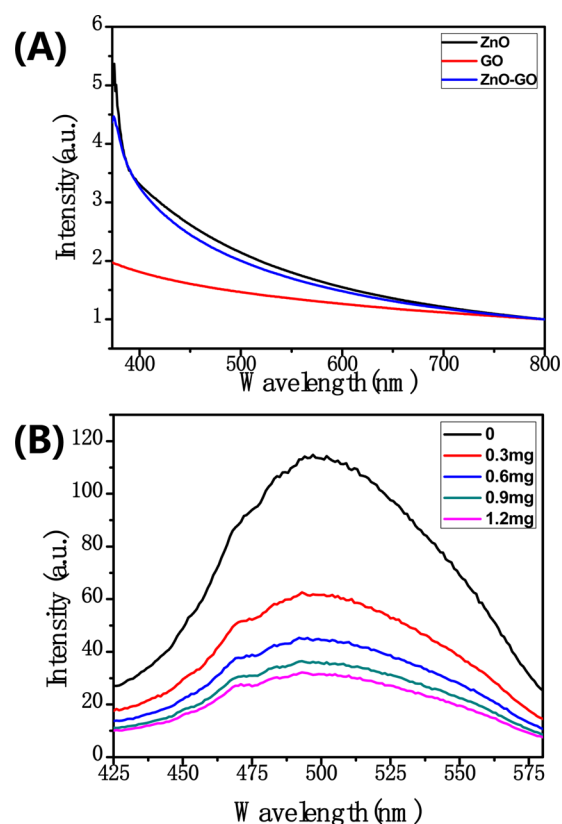 (A)
6
5
4
3
2
1
Intensity (a.u.)
ZnO
GO
ZnO-GO
400 500 600 700 800
Wavelength (nm)
(B)
120
100
80
60
40
20
0
Intensity (a.u.)
0
0.3mg
0.6mg
0.9mg
1.2mg
425 450 475 500 525 550 575
Wavelength (nm)